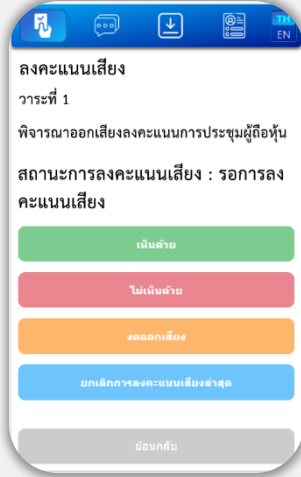 TH
EN
ลงคะแนนเสียง
วาระที่ 1
พิจารณาออกเสียงลงคะแนนการประชุมผู้ถือหุ้น
สถานะการลงคะแนนเสียง : รอการลง
คะแนนเสียง
เห็นด้วย
ไม่เห็นด้วย
งดออกเสียง
ยกเลิกการลงคะแนนเสียงล่าสุด
ย้อนกลับ